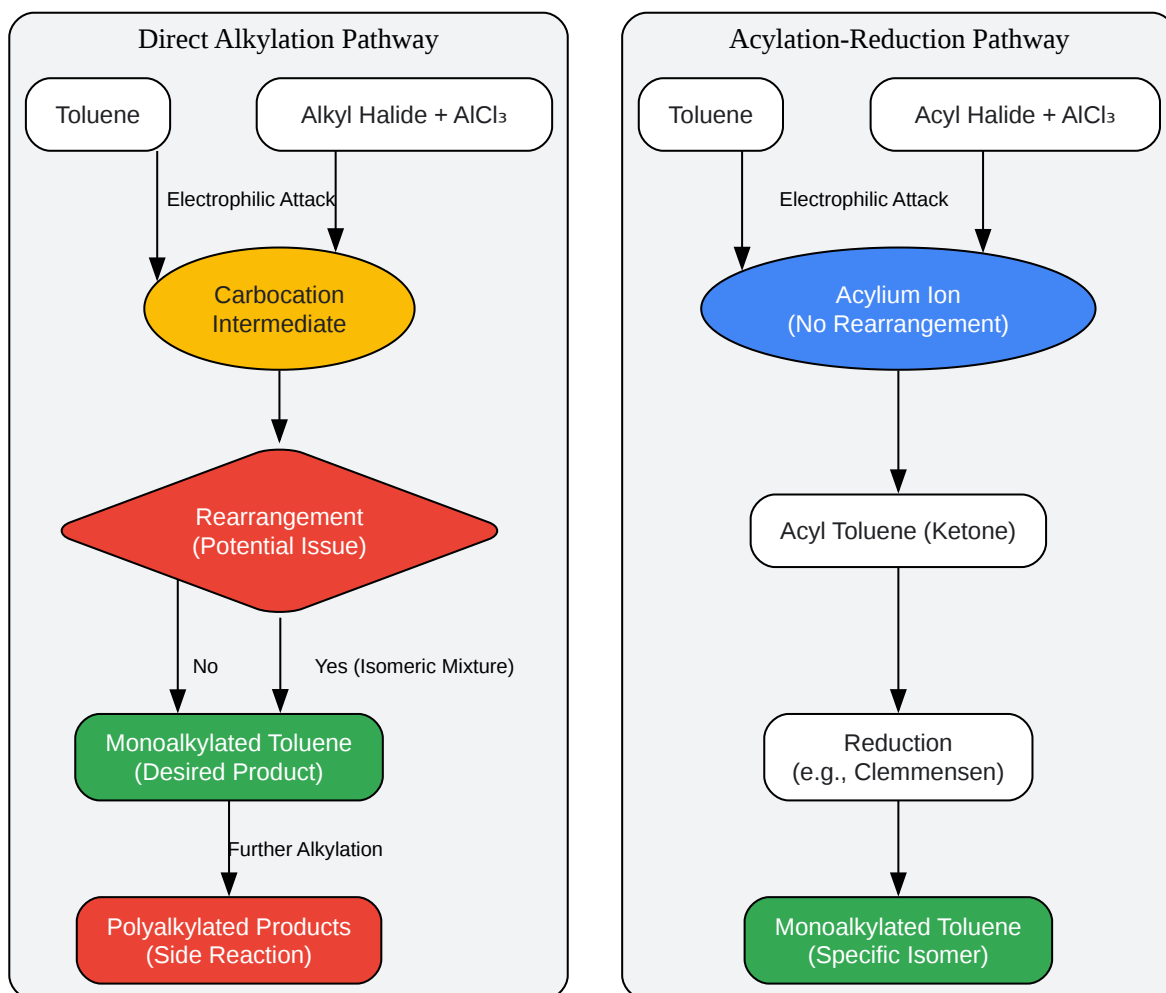 Direct Alkylation Pathway
Toluene
Alkyl Halide + AlCl₃
Electrophilic Attack
Carbocation
Intermediate
Rearrangement
(Potential Issue)
No
Yes (Isomeric Mixture)
Monoalkylated Toluene
(Desired Product)
Further Alkylation
Polyalkylated Products
(Side Reaction)
Acylation-Reduction Pathway
Toluene
Acyl Halide + AlCl₃
Electrophilic Attack
Acylium Ion
(No Rearrangement)
Acyl Toluene (Ketone)
Reduction
(e.g., Clemmensen)
Monoalkylated Toluene
(Specific Isomer)